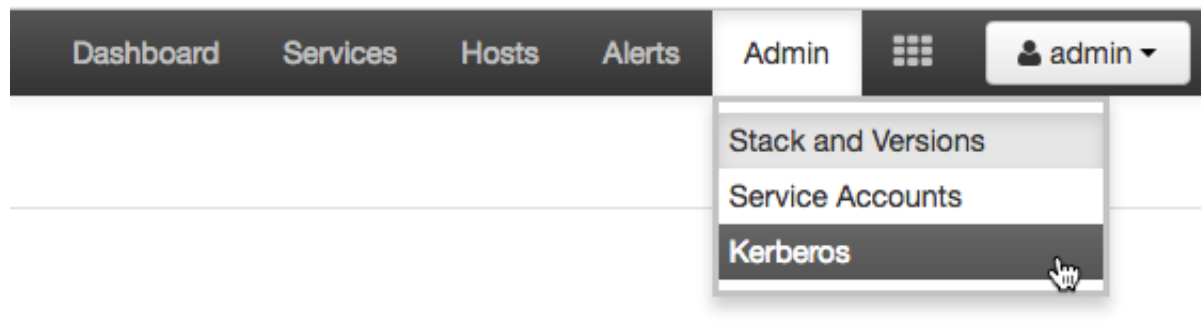 Dashboard Services Hosts Alerts Admin admin
Stack and Versions
Service Accounts
Kerberos